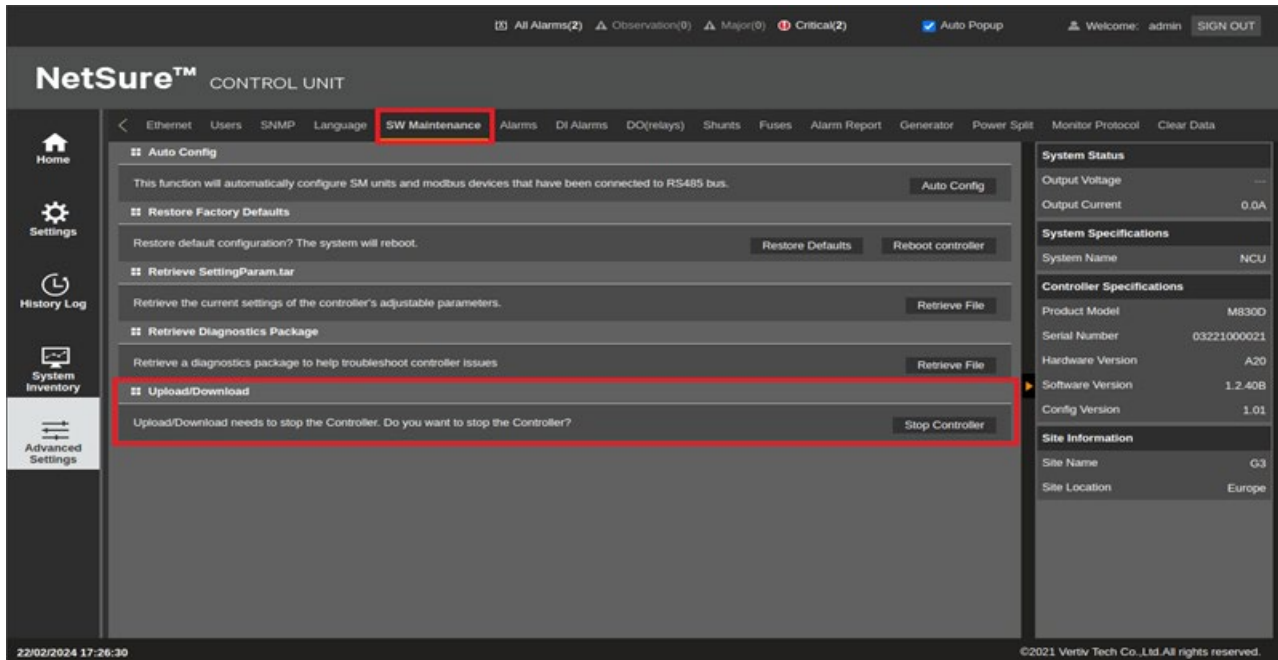 All Alarms(2) Observation(0) Major(0) Critical(2) Auto Popup Welcome: admin SIGN OUT
NetSure™ CONTROL UNIT
Home
Settings
History Log
System
Inventory
Advanced
Settings
< Ethernet Users SNMP Language SW Maintenance Alarms DI Alarms DO(relays) Shunts Fuses Alarm Report Generator Power Split Monitor Protocol Clear Data
Auto Config
This function will automatically configure SM units and modbus devices that have been connected to RS485 bus. Auto Config
Restore Factory Defaults
Restore default configuration? The system will reboot. Restore Defaults Reboot controller
Retrieve SettingParam.tar
Retrieve the current settings of the controller's adjustable parameters. Retrieve File
Retrieve Diagnostics Package
Retrieve a diagnostics package to help troubleshoot controller issues Retrieve File
Upload/Download
Upload/Download needs to stop the Controller. Do you want to stop the Controller? Stop Controller
System Status
Output Voltage ---
Output Current 0.0A
System Specifications
System Name NCU
Controller Specifications
Product Model M830D
Serial Number 03221000021
Hardware Version A20
Software Version 1.2.40B
Config Version 1.01
Site Information
Site Name G3
Site Location Europe
22/02/2024 17:26:30 ©2021 Vertiv Tech Co.,Ltd.All rights reserved.